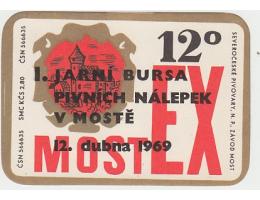 12º
I. JARNÍ BURSA
PIVNÍCH NÁLEPEK
V MOSTĚ
12. dubna 1969
MOSTEX
ČSN 566635
SMC KČS 2,80
ČSN 566635
SEVEROČESKÉ PIVOVARY, N. P., ZÁVOD MOST